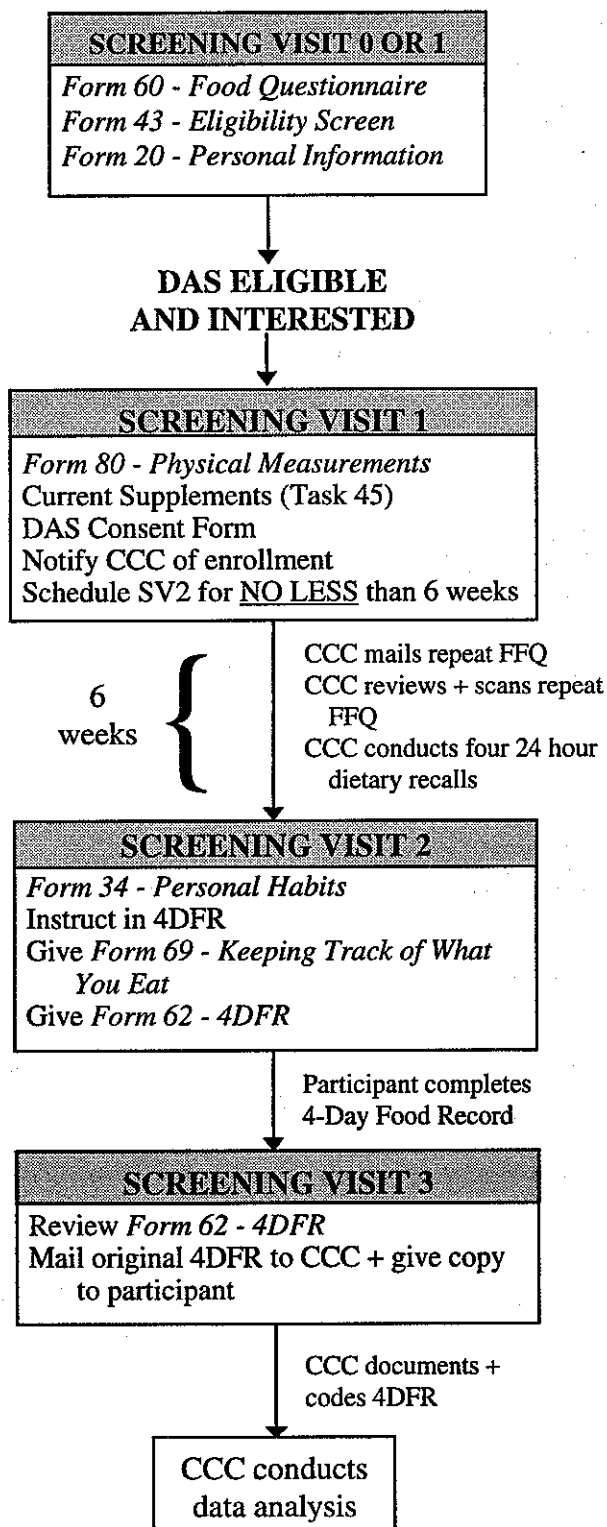 SCREENING VISIT 0 OR 1
Form 60 - Food Questionnaire
Form 43 - Eligibility Screen
Form 20 - Personal Information
DAS ELIGIBLE
AND INTERESTED
SCREENING VISIT 1
Form 80 - Physical Measurements
Current Supplements (Task 45)
DAS Consent Form
Notify CCC of enrollment
Schedule SV2 for NO LESS than 6 weeks
6
weeks
CCC mails repeat FFQ
CCC reviews + scans repeat
FFQ
CCC conducts four 24 hour
dietary recalls
SCREENING VISIT 2
Form 34 - Personal Habits
Instruct in 4DFR
Give Form 69 - Keeping Track of What
You Eat
Give Form 62 - 4DFR
Participant completes
4-Day Food Record
SCREENING VISIT 3
Review Form 62 - 4DFR
Mail original 4DFR to CCC + give copy
to participant
CCC documents +
codes 4DFR
CCC conducts
data analysis